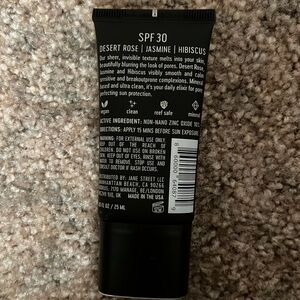 SPF 30
DESERT ROSE | JASMINE | HIBISCUS
Our sheer, invisible texture melts into your skin,
beautifully blurring the look of pores. Desert Rose,
Jasmine and Hibiscus visibly smooth and calm
sensitive and breakoutprone complexions. Mineral
based and ultra clean, it's your daily elixir for pore
perfecting sun protection.
vegan clean reef safe mineral
ACTIVE INGREDIENT: NON-NANO ZINC OXIDE
DIRECTIONS: APPLY 15 MINS BEFORE SUN EXPOSURE
WARNING: FOR EXTERNAL USE ONLY.
KEEP OUT OF THE REACH OF
CHILDREN. DO NOT USE ON BROKEN
SKIN. KEEP OUT OF EYES, RINSE WITH
WATER TO REMOVE. STOP USE AND
CONSULT DOCTOR IF RASH OCCURS.
DISTRIBUTED BY: JANE STREET LLC
MANHATTAN BEACH, CA 90266
MADE IN THE USA
/ 25 ML